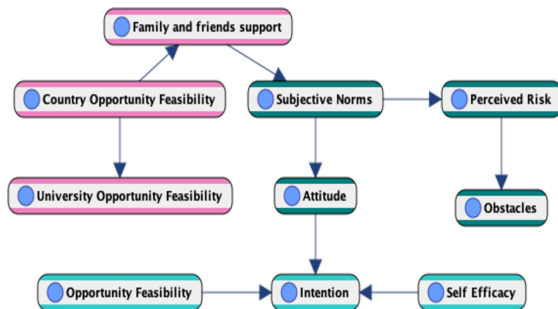 Family and friends support
Country Opportunity Feasibility
Subjective Norms
Perceived Risk
University Opportunity Feasibility
Attitude
Obstacles
Opportunity Feasibility
Intention
Self Efficacy